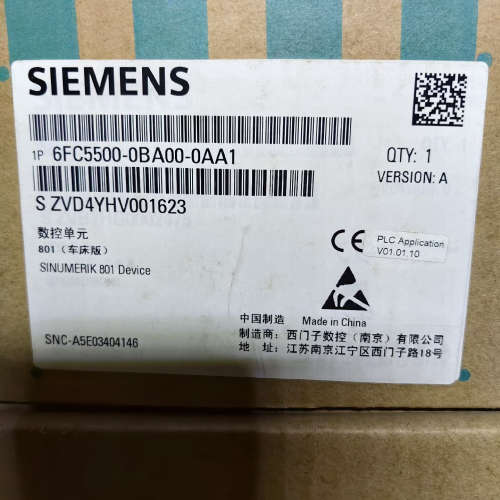 SIEMENS
1P 6FC5500-0BA00-0AA1
QTY: 1
VERSION: A
S ZVD4YHV001623
数控单元
801 (车床版)
SINUMERIK 801 Device
CE
PLC Application
V01.01.10
中国制造 Made in China
SNC-A5E03404146
制造商: 西门子数控 (南京) 有限公司
地 址: 江苏南京江宁区西门子路18号